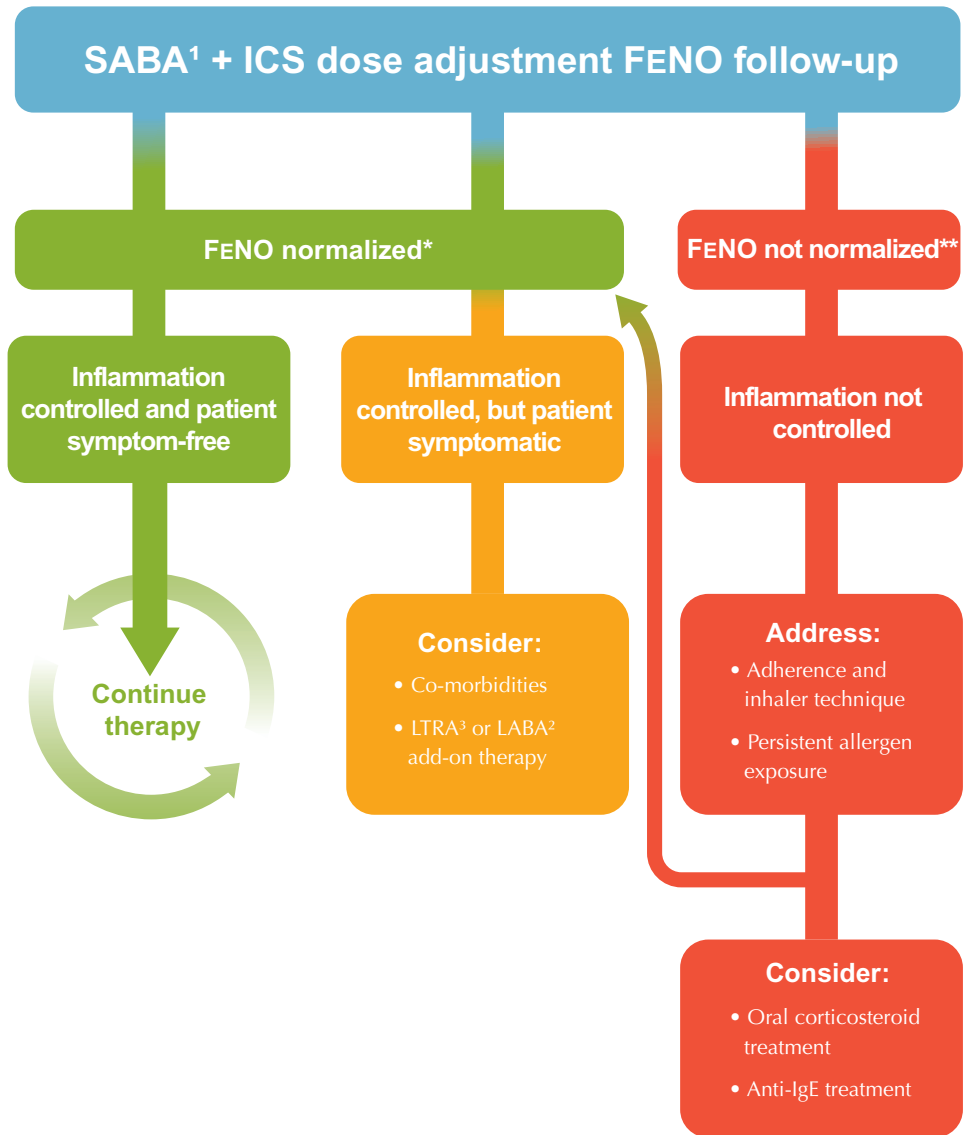 SABA¹ + ICS dose adjustment FENO follow-up
FENO normalized*
FENO not normalized**
Inflammation
controlled and patient
symptom-free
Inflammation
controlled, but patient
symptomatic
Inflammation not
controlled
Continue
therapy
Consider:
• Co-morbidities
• LTRA³ or LABA²
add-on therapy
Address:
• Adherence and
inhaler technique
• Persistent allergen
exposure
Consider:
• Oral corticosteroid
treatment
• Anti-IgE treatment